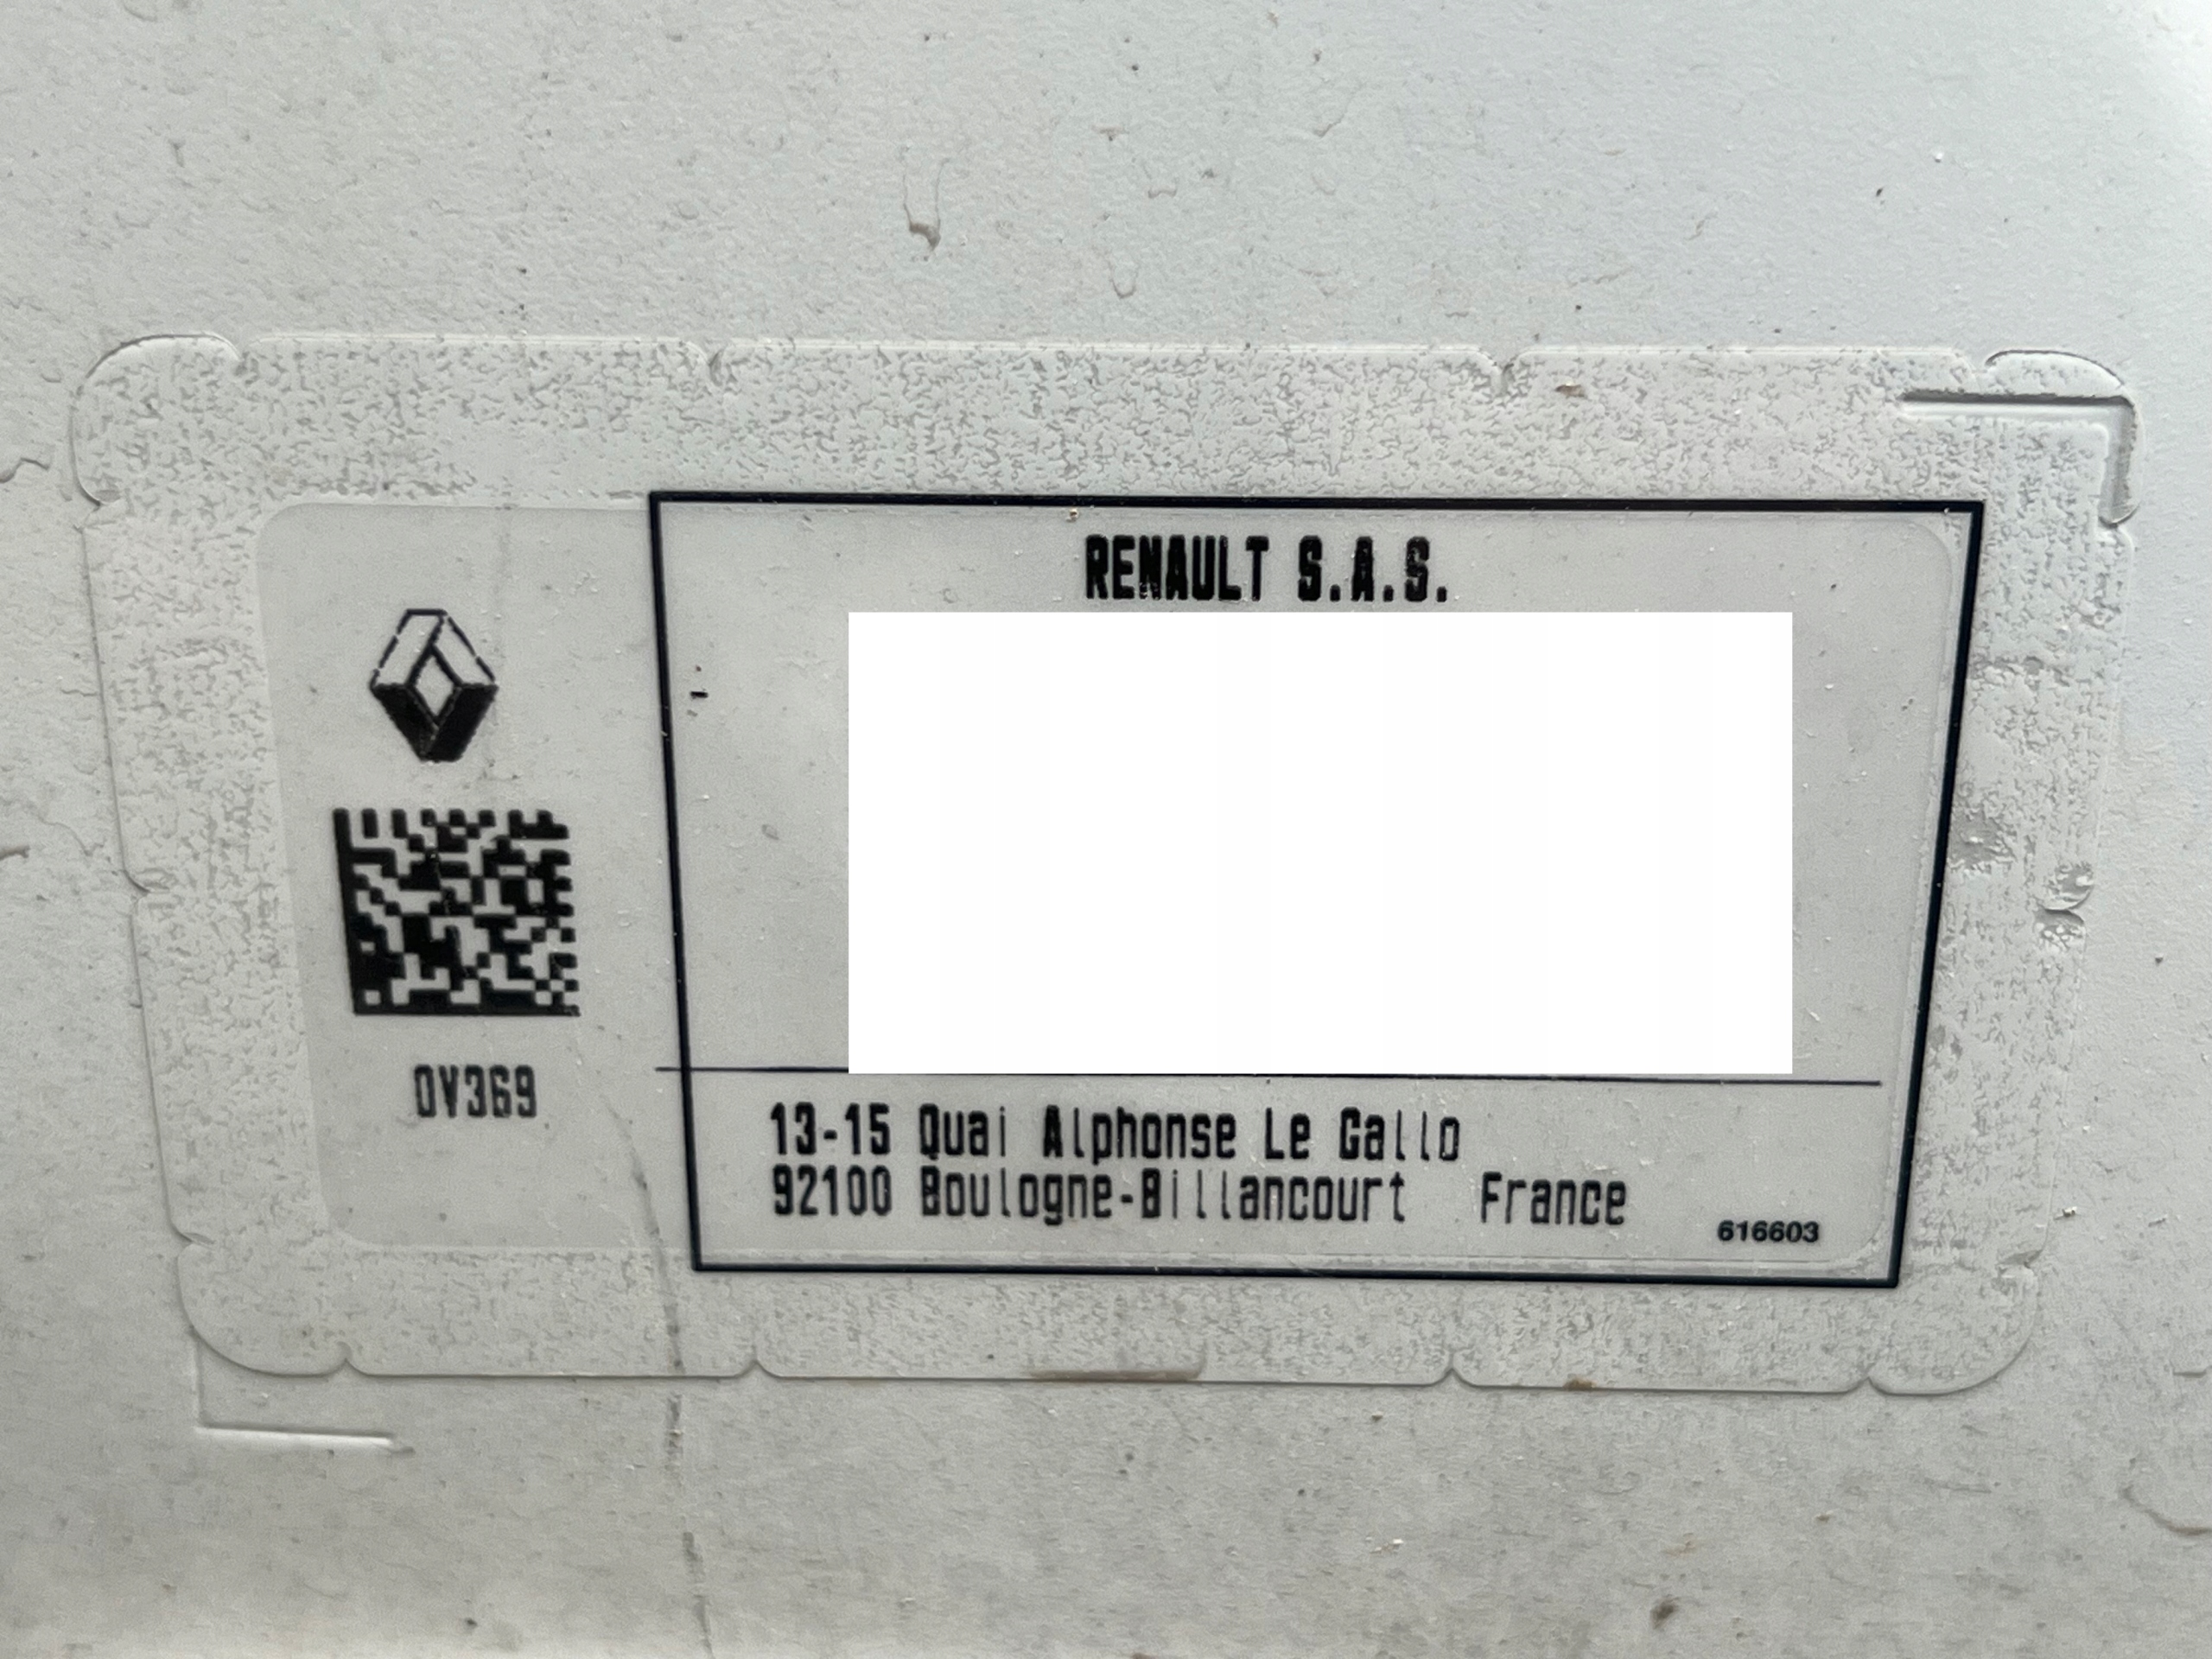 RENAULT S.A.S.
0V369
13-15 Quai Alphonse Le Gallo
92100 Boulogne-Billancourt France
616603